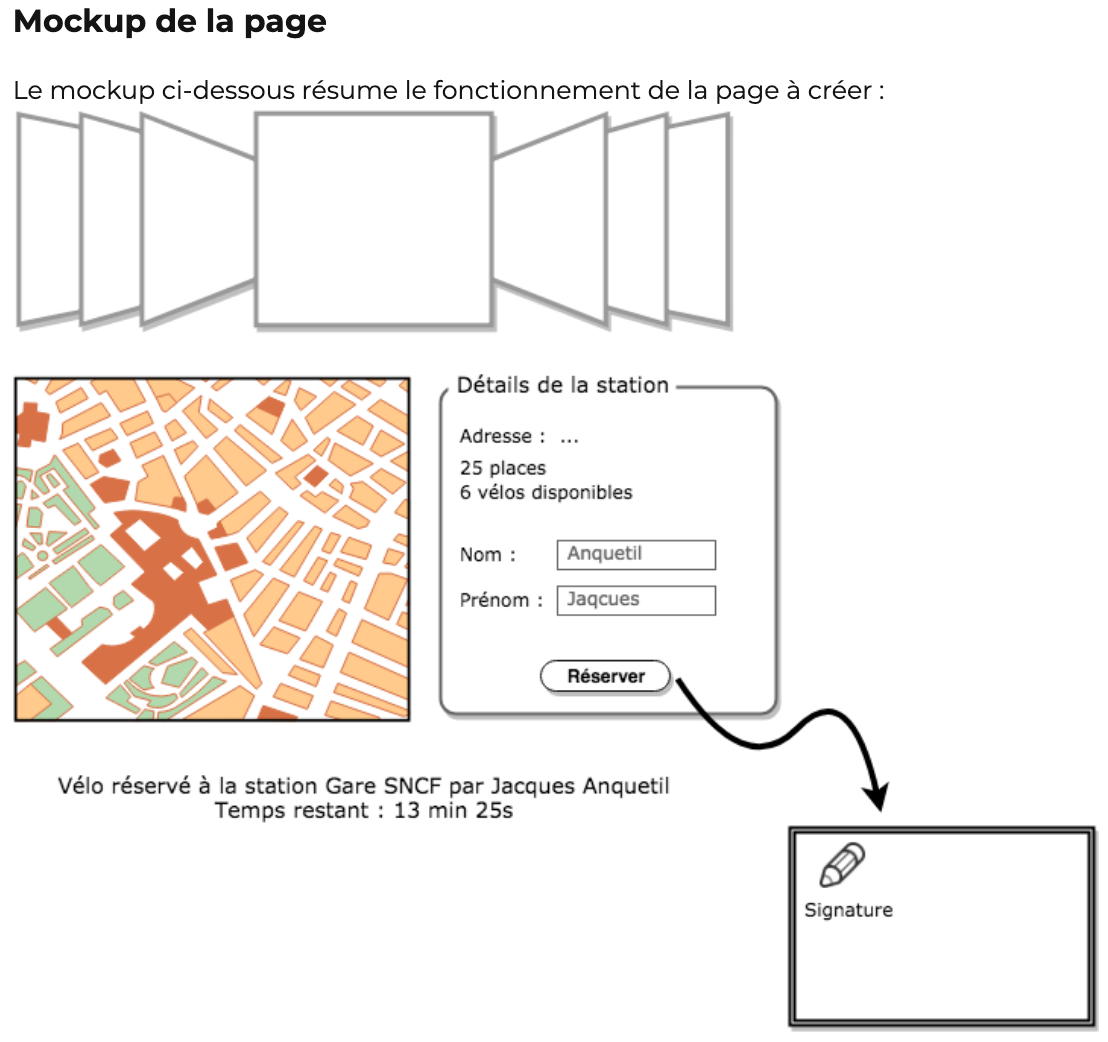 Mockup de la page
Le mockup ci-dessous résume le fonctionnement de la page à créer :
Détails de la station
Adresse : ...
25 places
6 vélos disponibles
Nom : Anquetil
Prénom : Jaqcues
Réserver
Vélo réservé à la station Gare SNCF par Jacques Anquetil
Temps restant : 13 min 25s
Signature